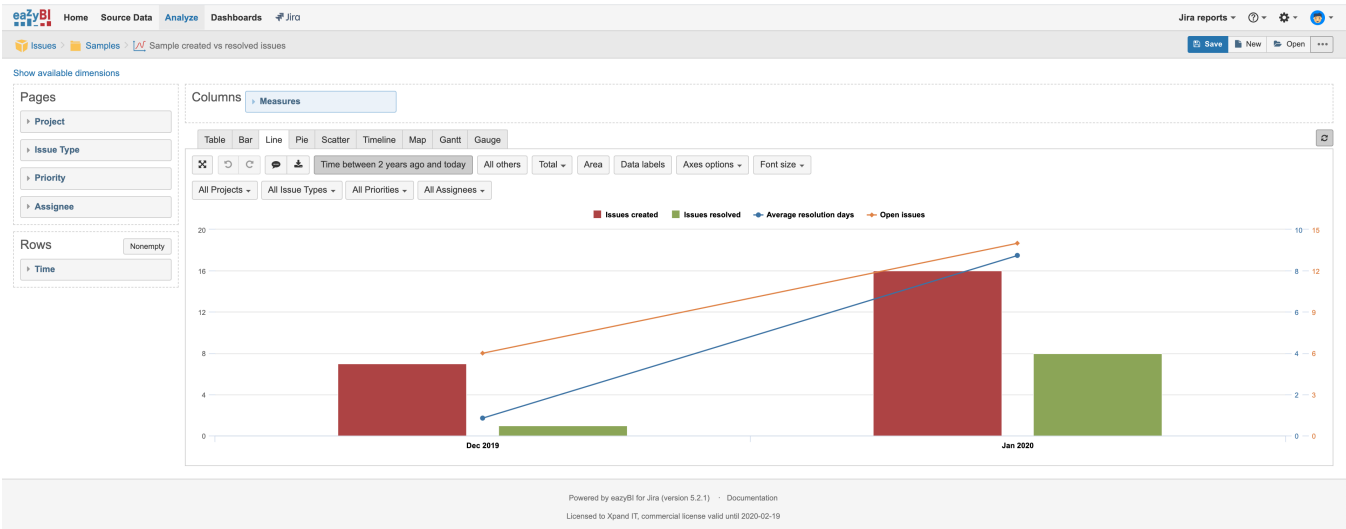 eazyBI Home Source Data Analyze Dashboards Jira Jira reports
Issues > Samples > Sample created vs resolved issues Save New Open
Show available dimensions
Pages
Project
Issue Type
Priority
Assignee
Rows Nonempty
Time
Columns Measures
Table Bar Line Pie Scatter Timeline Map Gantt Gauge
Time between 2 years ago and today All others Total Area Data labels Axes options Font size
All Projects All Issue Types All Priorities All Assignees
Issues created Issues resolved Average resolution days Open issues
20 10 15
16 8 12
12 6 9
8 4 6
4 2 3
0 0 0
Dec 2019 Jan 2020
Powered by eazyBI for Jira (version 5.2.1) · Documentation
Licensed to Xpand IT, commercial license valid until 2020-02-19